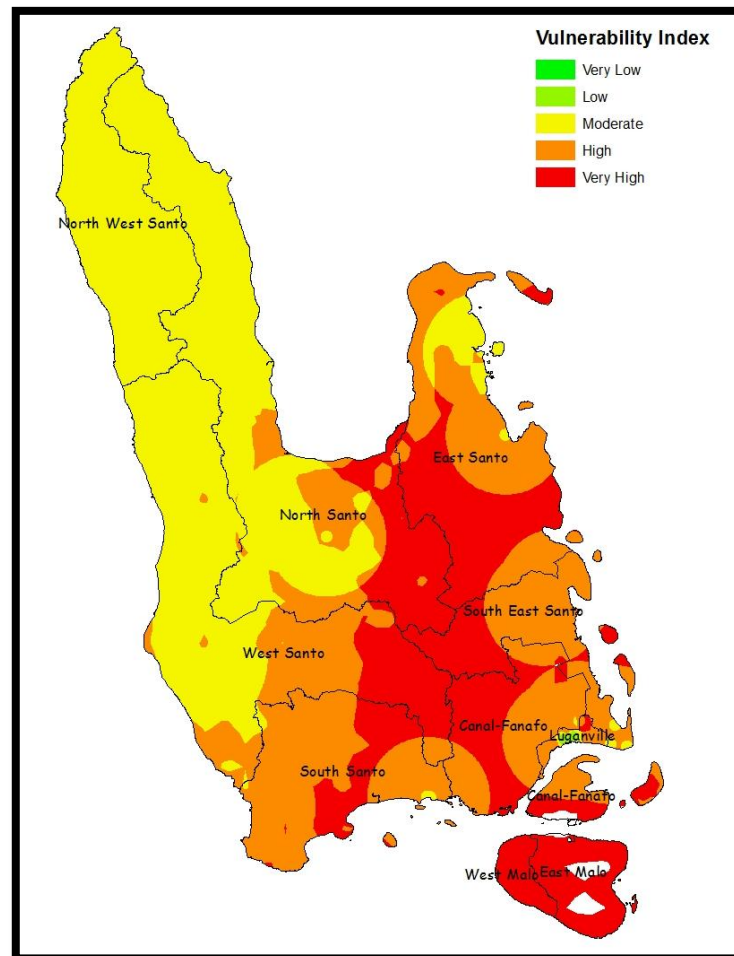 Vulnerability Index
Very Low
Low
Moderate
High
Very High
North West Santo
East Santo
North Santo
South East Santo
West Santo
Canal-Fanafo
Luganville
South Santo
Canal-Fanafo
West Malo
East Malo